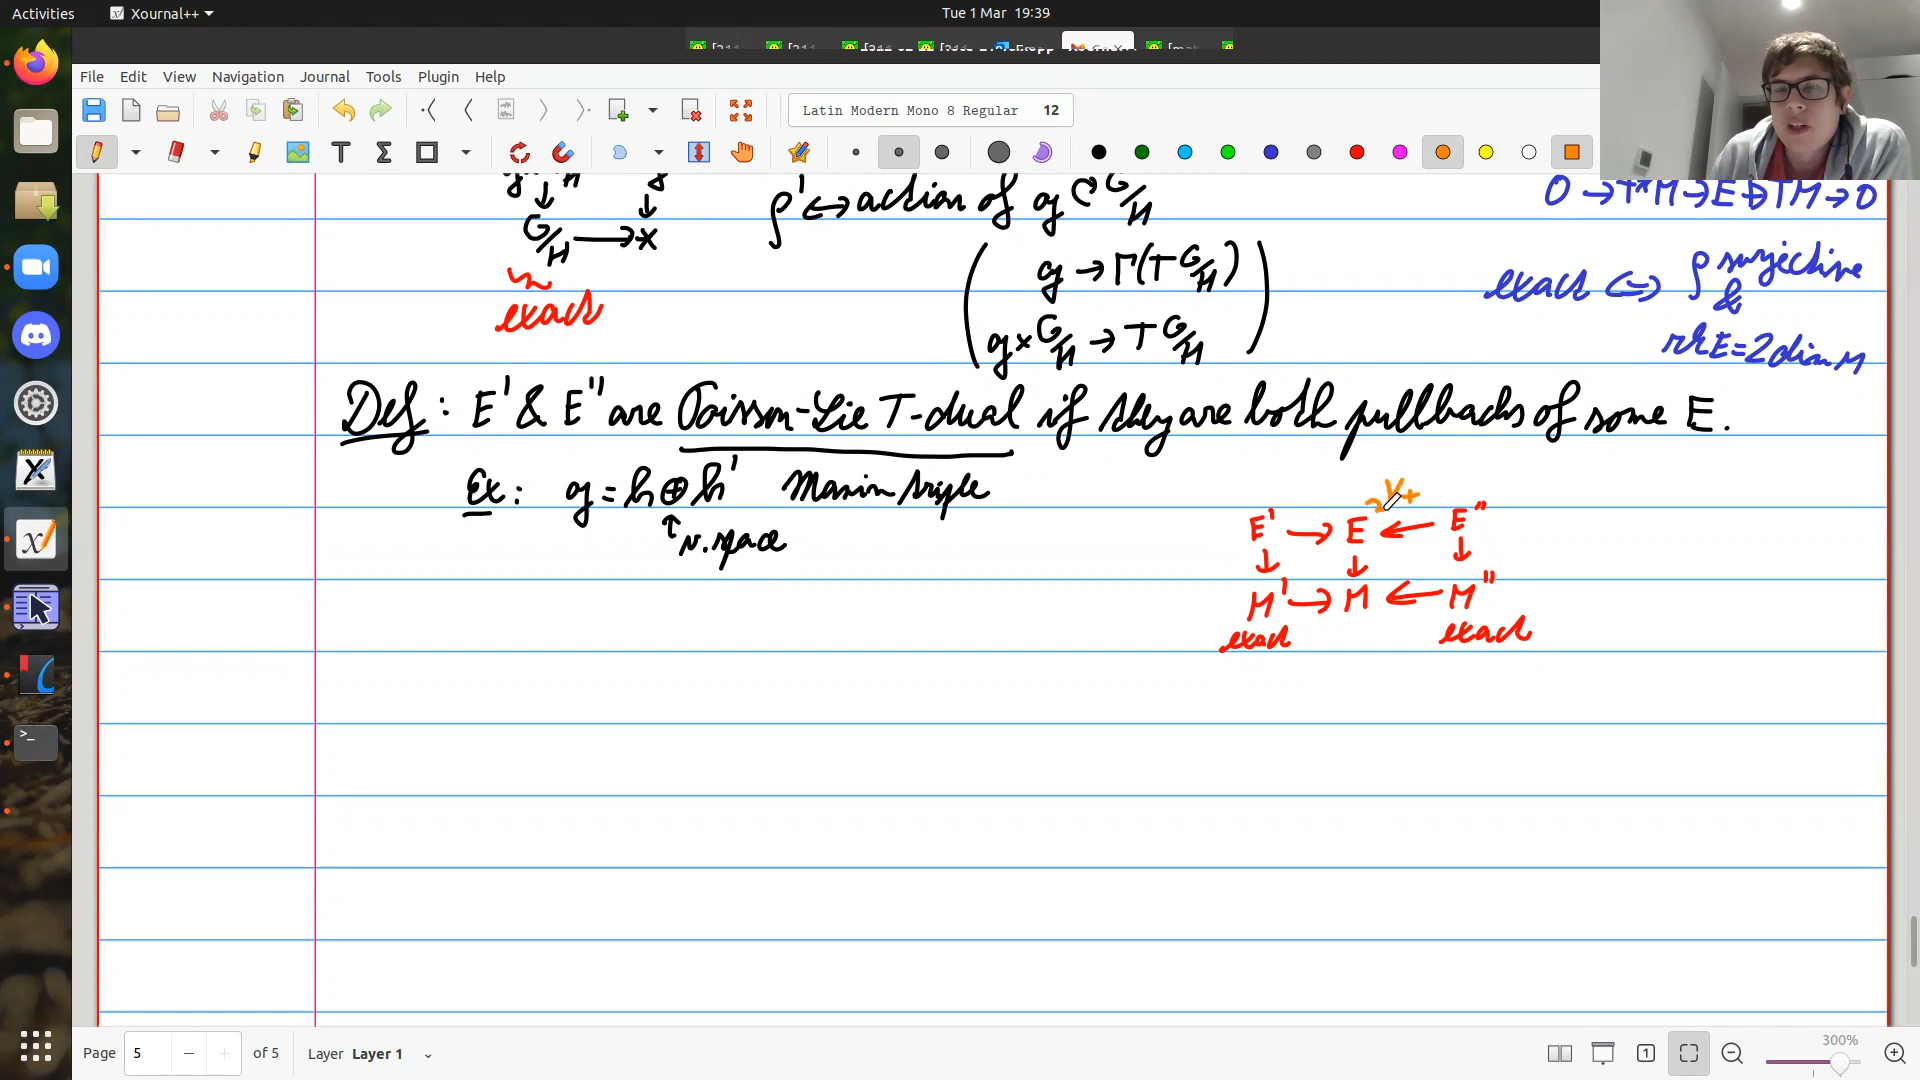 Activities Xournal++ Tue 1 Mar 19:39
File Edit View Navigation Journal Tools Plugin Help
Latin Modern Mono 8 Regular 12
G/H → x
exact
ρ' ↔ action of g C G/H
( g → Γ(T G/H)
g × G/H → T G/H )
0 → T*M → E → TM → 0
exact ⇔ ρ surjective
&
rk E = 2 dim M
Def: E' & E'' are Poisson-Lie T-dual if they are both pullbacks of some E.
Ex: g = h ⊕ h' Manin triple
↑ v. space
V+
E' → E ← E''
↓ ↓ ↓
M' → M ← M''
exact exact
Page 5 of 5 Layer Layer 1 300%